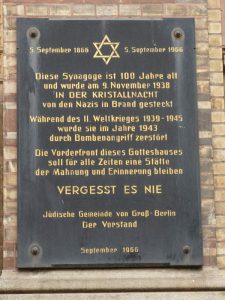 5. September 1866 5. September 1966
Diese Synagoge ist 100 Jahre alt
und wurde am 9. November 1938
IN DER KRISTALLNACHT
von den Nazis in Brand gesteckt
Während des II. Weltkrieges 1939-1945
wurde sie im Jahre 1943
durch Bombenangriff zerstört
Die Vorderfront dieses Gotteshauses
soll für alle Zeiten eine Stätte
der Mahnung und Erinnerung bleiben
VERGESST ES NIE
Jüdische Gemeinde von Groß-Berlin
Der Vorstand
September 1966